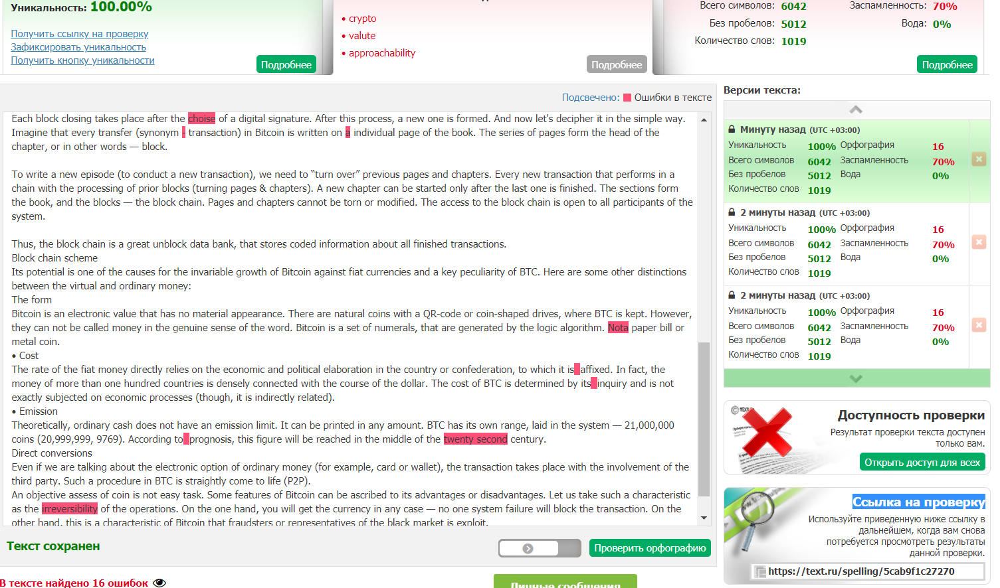 Уникальность: 100.00%
Получить ссылку на проверку
Зафиксировать уникальность
Получить кнопку уникальности
Подробнее
• crypto
• valute
• approachability
Подробнее
Всего символов: 6042 Заспамленность: 70%
Без пробелов: 5012 Вода: 0%
Количество слов: 1019
Подробнее
Подсвечено: Ошибки в тексте
Each block closing takes place after the choise of a digital signature. After this process, a new one is formed. And now let's decipher it in the simple way.
Imagine that every transfer (synonym - transaction) in Bitcoin is written on a individual page of the book. The series of pages form the head of the
chapter, or in other words — block.
To write a new episode (to conduct a new transaction), we need to “turn over” previous pages and chapters. Every new transaction that performs in a
chain with the processing of prior blocks (turning pages & chapters). A new chapter can be started only after the last one is finished. The sections form
the book, and the blocks — the block chain. Pages and chapters cannot be torn or modified. The access to the block chain is open to all participants of the
system.
Thus, the block chain is a great unblock data bank, that stores coded information about all finished transactions.
Block chain scheme
Its potential is one of the causes for the invariable growth of Bitcoin against fiat currencies and a key peculiarity of BTC. Here are some other distinctions
between the virtual and ordinary money:
The form
Bitcoin is an electronic value that has no material appearance. There are natural coins with a QR-code or coin-shaped drives, where BTC is kept. However,
they can not be called money in the genuine sense of the word. Bitcoin is a set of numerals, that are generated by the logic algorithm. Nota paper bill or
metal coin.
• Cost
The rate of the fiat money directly relies on the economic and political elaboration in the country or confederation, to which it is affixed. In fact, the
money of more than one hundred countries is densely connected with the course of the dollar. The cost of BTC is determined by its inquiry and is not
exactly subjected on economic processes (though, it is indirectly related).
• Emission
Theoretically, ordinary cash does not have an emission limit. It can be printed in any amount. BTC has its own range, laid in the system — 21,000,000
coins (20,999,999, 9769). According to prognosis, this figure will be reached in the middle of the twenty second century.
Direct conversions
Even if we are talking about the electronic option of ordinary money (for example, card or wallet), the transaction takes place with the involvement of the
third party. Such a procedure in BTC is straightly come to life (P2P).
An objective assess of coin is not easy task. Some features of Bitcoin can be ascribed to its advantages or disadvantages. Let us take such a characteristic
as the irreversibility of the operations. On the one hand, you will get the currency in any case — no one system failure will block the transaction. On the
other hand, this is a characteristic of Bitcoin that fraudsters or representatives of the black market is exploit.
Текст сохранен
Проверить орфографию
В тексте найдено 16 ошибок
Личные сообщения
Версии текста:
Минуту назад (UTC +03:00)
Уникальность 100% Орфография 16
Всего символов 6042 Заспамленность 70%
Без пробелов 5012 Вода 0%
Количество слов 1019
2 минуты назад (UTC +03:00)
Уникальность 100% Орфография 16
Всего символов 6042 Заспамленность 70%
Без пробелов 5012 Вода 0%
Количество слов 1019
2 минуты назад (UTC +03:00)
Уникальность 100% Орфография 16
Всего символов 6042 Заспамленность 70%
Без пробелов 5012 Вода 0%
Количество слов 1019
Доступность проверки
Результат проверки текста доступен
только вам.
Открыть доступ для всех
Ссылка на проверку
Используйте приведенную ниже ссылку в
дальнейшем, когда вам снова
потребуется просмотреть результаты
данной проверки.
https://text.ru/spelling/5cab9f1c27270